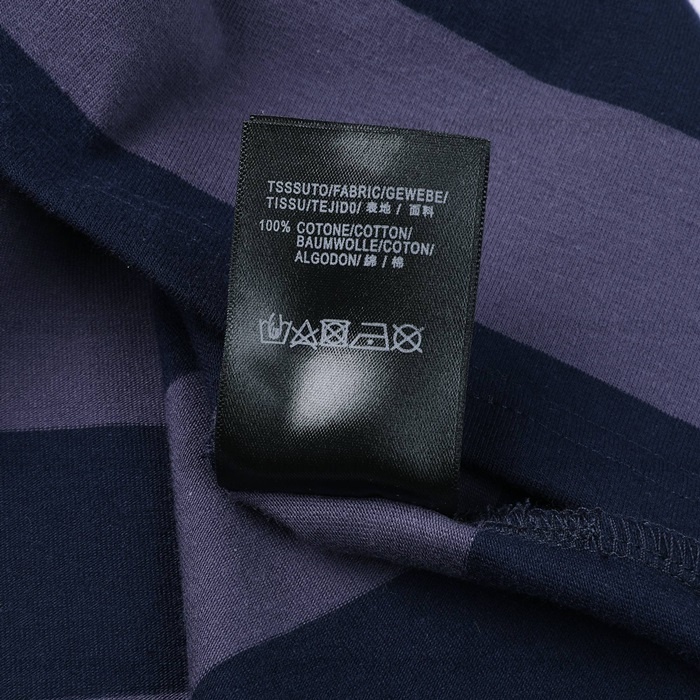 TSSSUTO/FABRIC/GEWEBE/
TISSU/TEJIDO/ 表地 / 面料
100% COTONE/COTTON/
BAUMWOLLE/COTON/
ALGODON/ 綿 / 棉